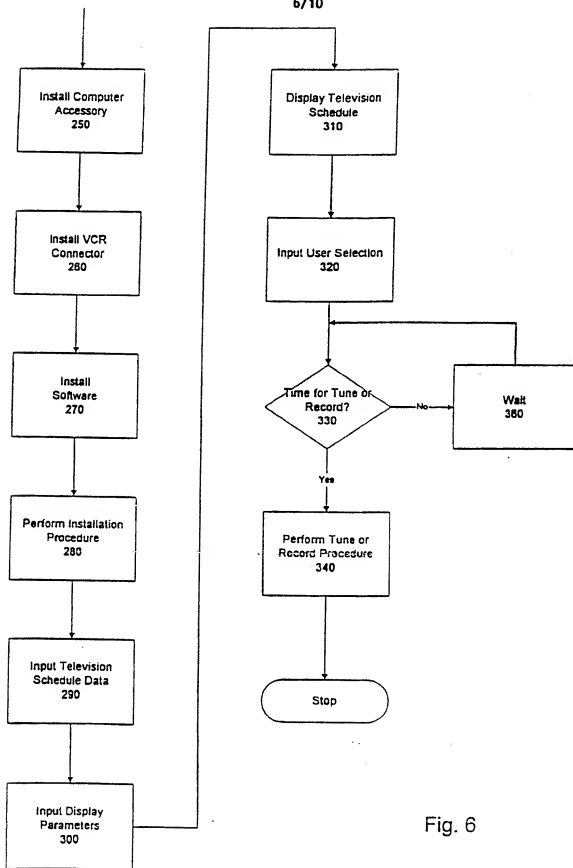 6/10
Install Computer
Accessory
250
Install VCR
Connector
260
Install
Software
270
Perform Installation
Procedure
280
Input Television
Schedule Data
290
Input Display
Parameters
300
Display Television
Schedule
310
Input User Selection
320
Time for Tune or
Record?
330
No
Wait
360
Yes
Perform Tune or
Record Procedure
340
Stop
Fig. 6